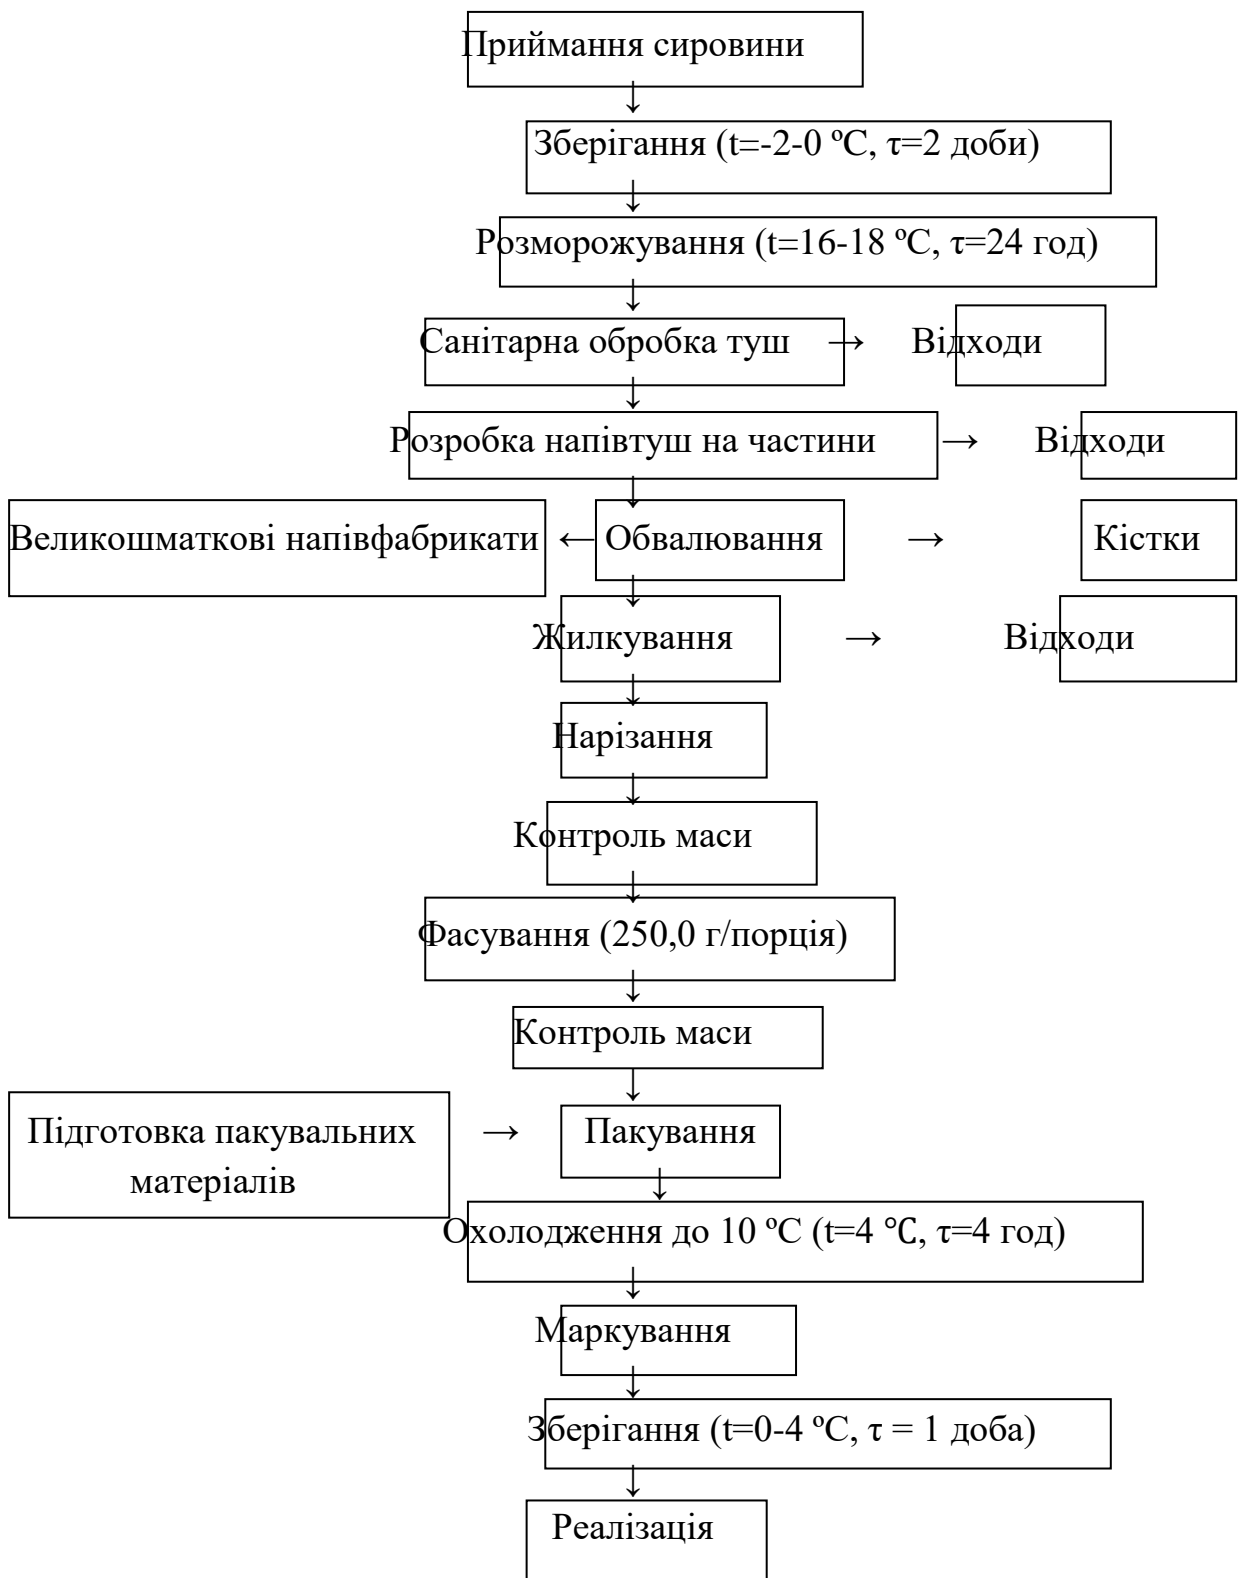 Приймання сировини
↓
Зберігання (t=-2-0 ºС, τ=2 доби)
↓
Розморожування (t=16-18 ºС, τ=24 год)
↓
Санітарна обробка туш → Відходи
↓
Розробка напівтуш на частини → Відходи
↓
Великошматкові напівфабрикати ← Обвалювання → Кістки
↓
Жилкування → Відходи
↓
Нарізання
↓
Контроль маси
↓
Фасування (250,0 г/порція)
↓
Контроль маси
↓
Підготовка пакувальних → Пакування
матеріалів
↓
Охолодження до 10 ºС (t=4 ℃, τ=4 год)
↓
Маркування
↓
Зберігання (t=0-4 ºС, τ = 1 доба)
↓
Реалізація